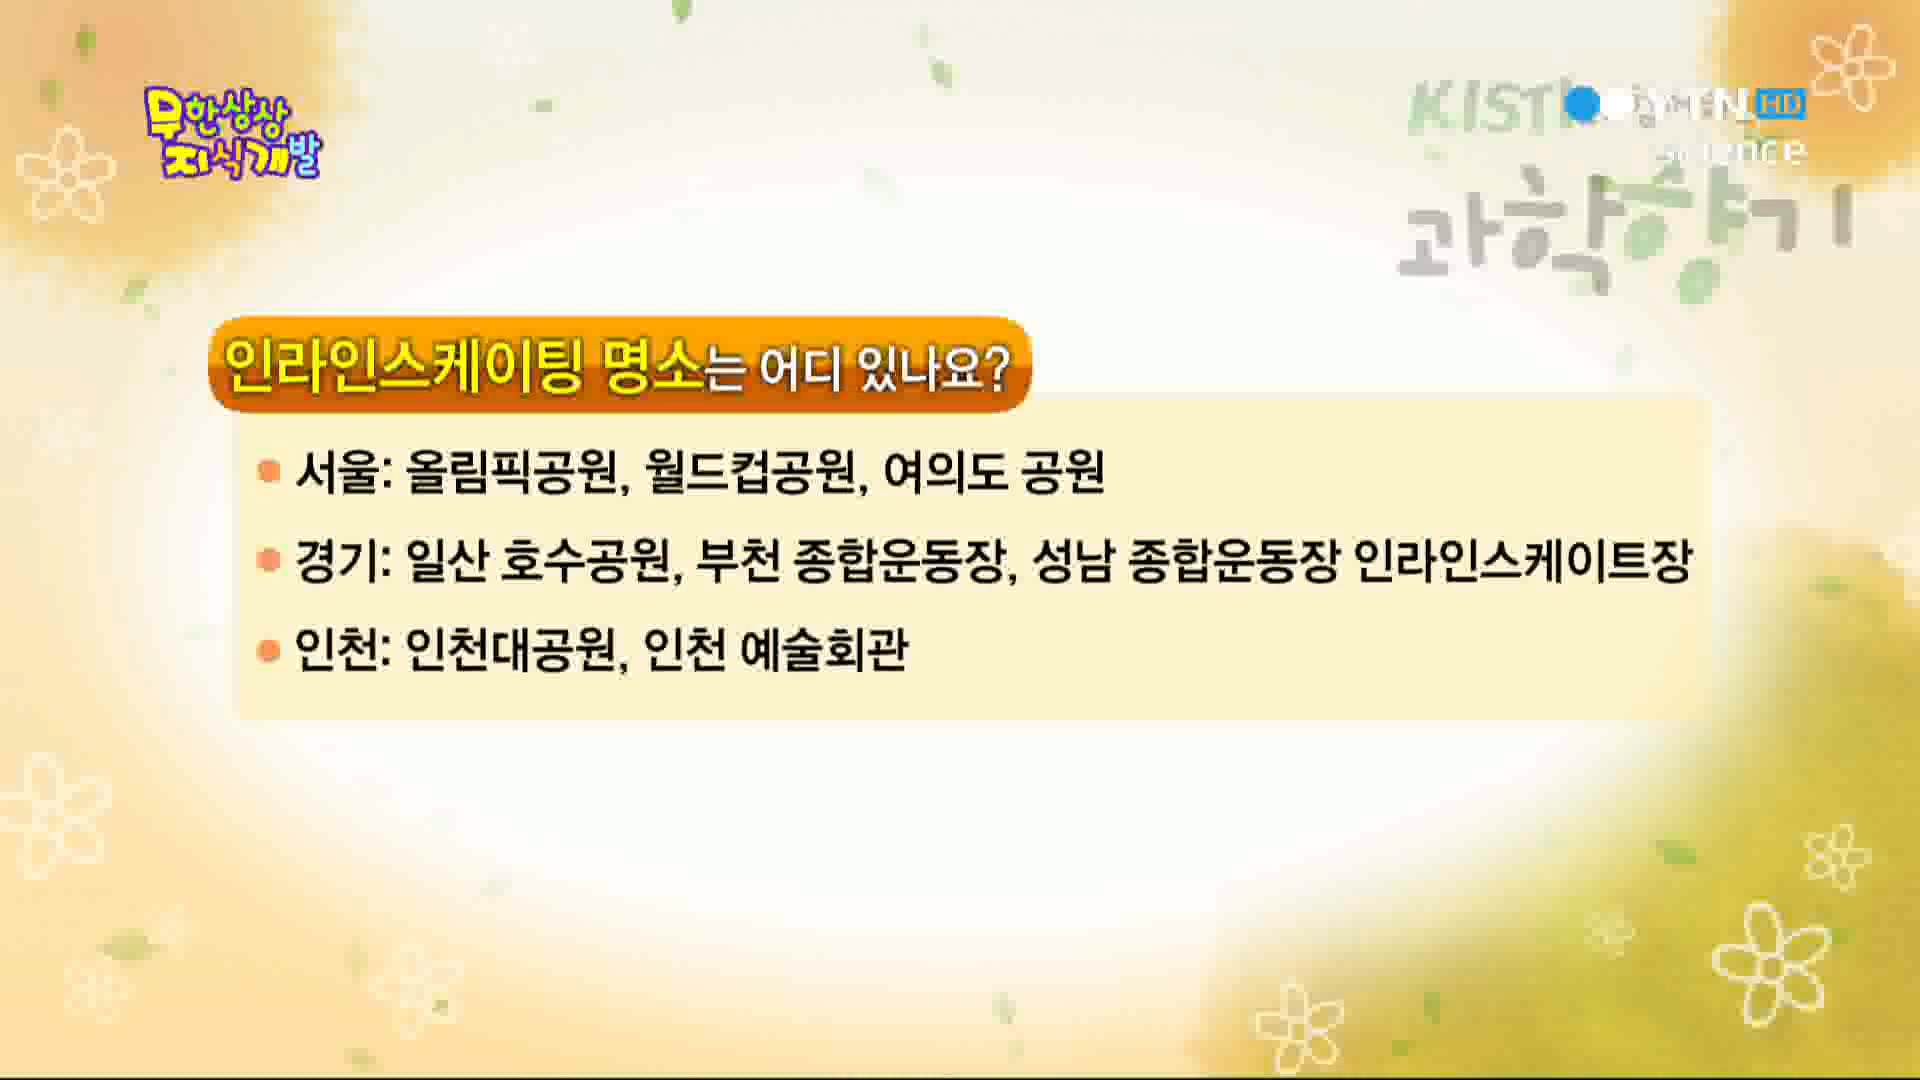 무한상상
지식개발
KISTI
YTN HD
science
과학향기
인라인스케이팅 명소는 어디 있나요?
서울: 올림픽공원, 월드컵공원, 여의도 공원
경기: 일산 호수공원, 부천 종합운동장, 성남 종합운동장 인라인스케이트장
인천: 인천대공원, 인천 예술회관